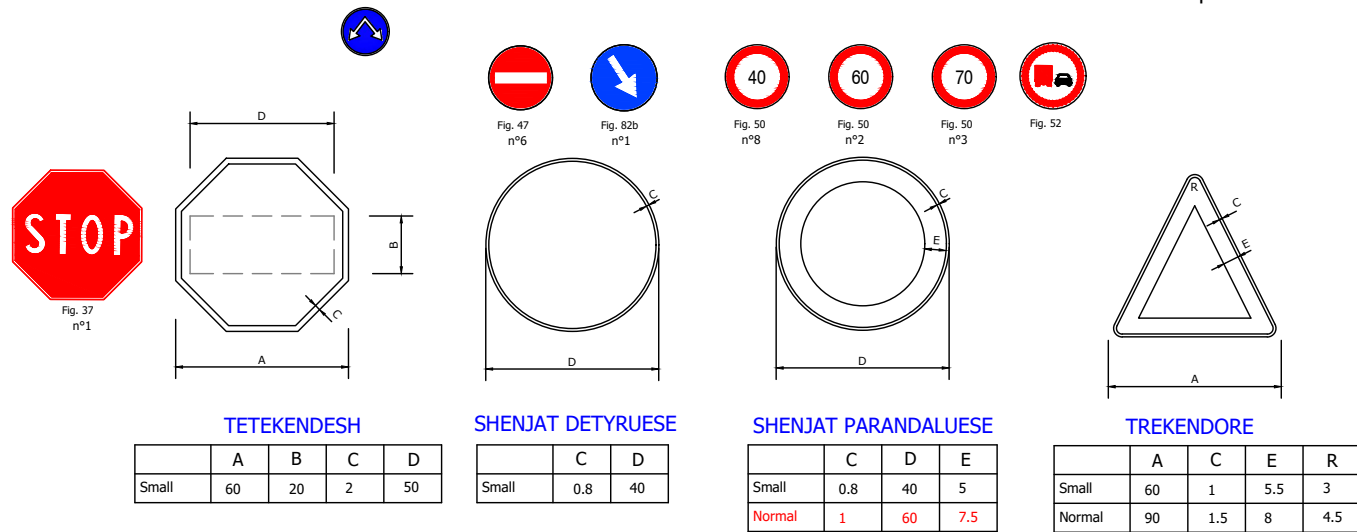 40
60
70
Fig. 47
n°6
Fig. 82b
n°1
Fig. 50
n°8
Fig. 50
n°2
Fig. 50
n°3
Fig. 52
STOP
Fig. 37
n°1
D
B
C
A
C
D
C
E
D
R
C
E
A
TETEKENDESH
A B C D
Small 60 20 2 50
SHENJAT DETYRUESE
C D
Small 0.8 40
SHENJAT PARANDALUESE
C D E
Small 0.8 40 5
Normal 1 60 7.5
TREKENDORE
A C E R
Small 60 1 5.5 3
Normal 90 1.5 8 4.5